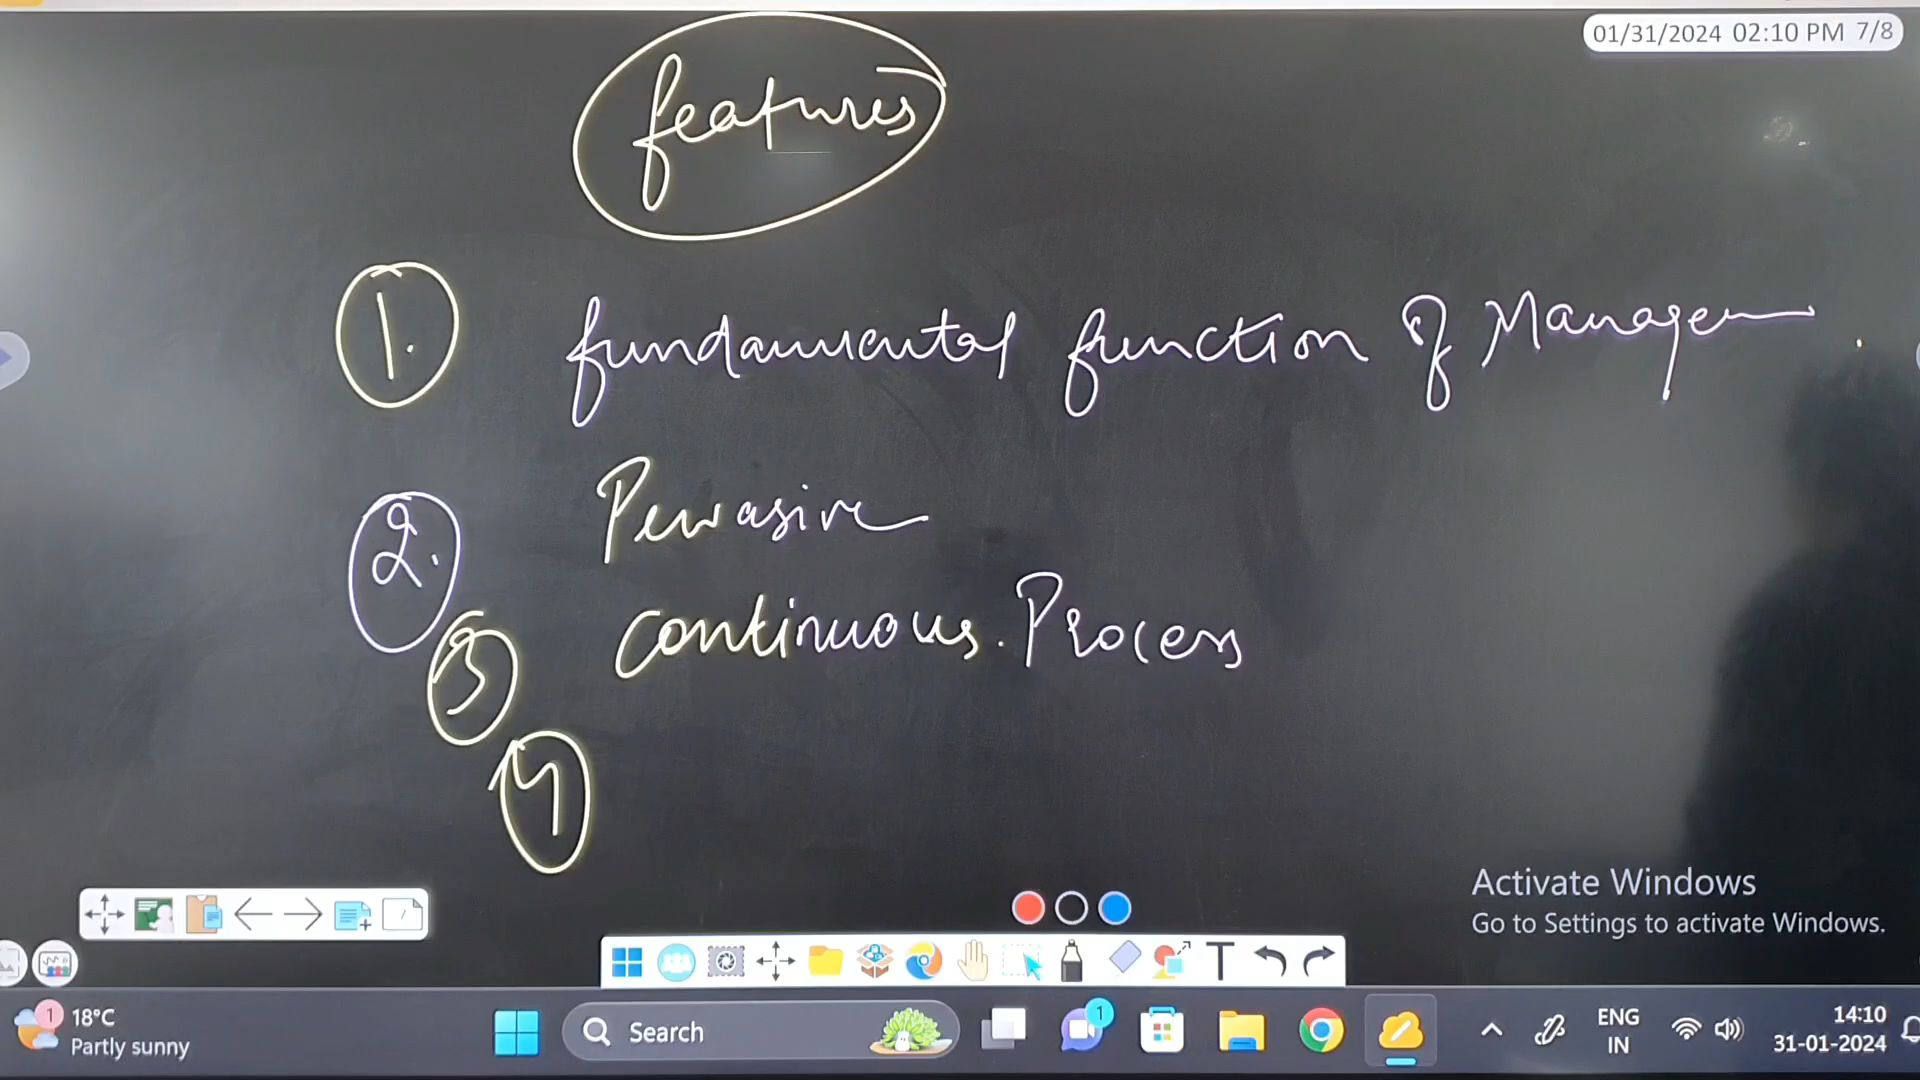 01/31/2024 02:10 PM 7/8
features
1. fundamental function of Managem
2. Pervasive
3 continuous. Process
4
Activate Windows
Go to Settings to activate Windows.
1
18°C
Partly sunny
Search
1
ENG
IN
14:10
31-01-2024